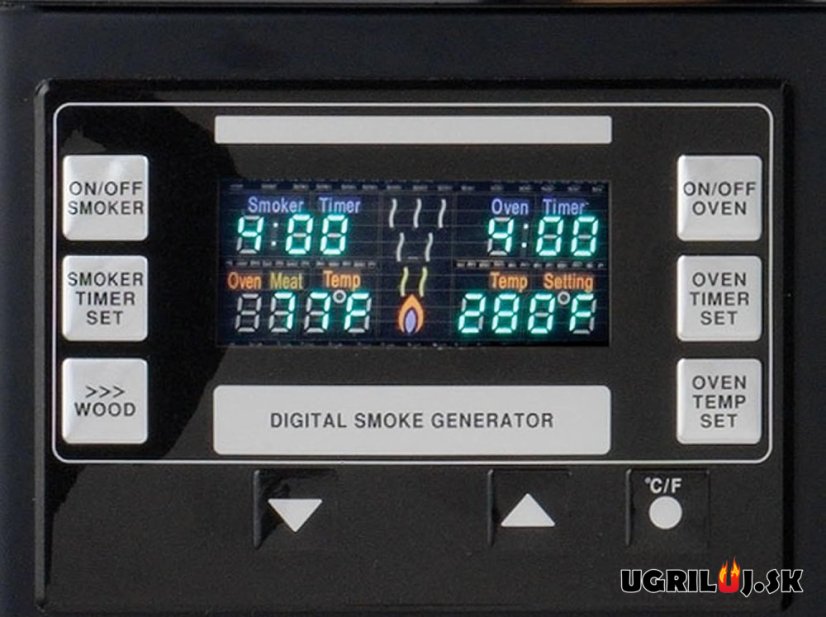 ON/OFF
SMOKER
SMOKER
TIMER
SET
>>>
WOOD
Smoker Timer
9:00
Oven Timer
9:00
Oven Meat Temp
77°F
Temp Setting
280°F
DIGITAL SMOKE GENERATOR
ON/OFF
OVEN
OVEN
TIMER
SET
OVEN
TEMP
SET
°C/F
UGRILUJ.SK